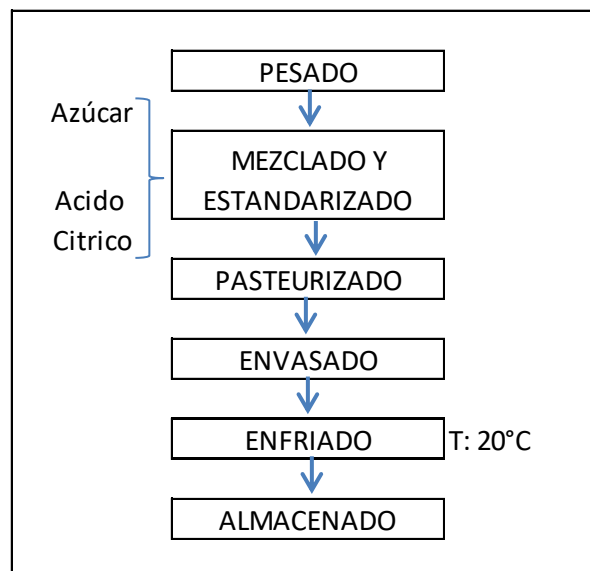 PESADO
Azúcar
MEZCLADO Y
ESTANDARIZADO
Acido
Citrico
PASTEURIZADO
ENVASADO
ENFRIADO
T: 20°C
ALMACENADO